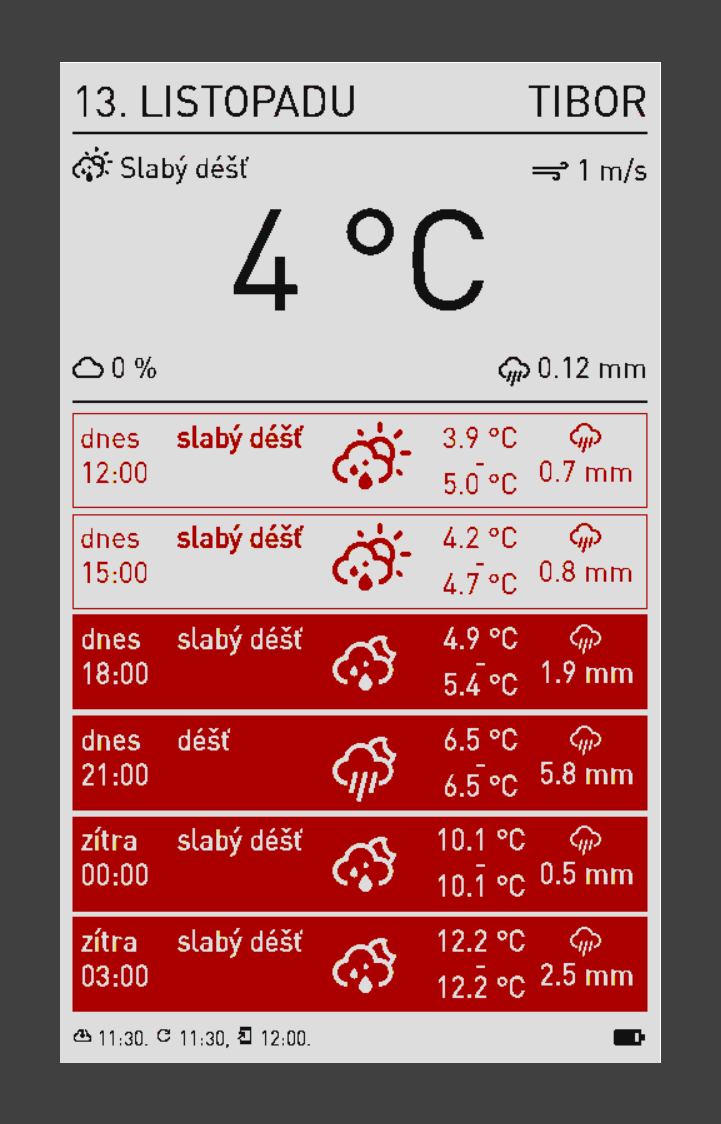 13. LISTOPADU TIBOR
Slabý déšť 1 m/s
4 °C
0 % 0.12 mm
dnes slabý déšť 3.9 °C
12:00 - 0.7 mm
5.0 °C
dnes slabý déšť 4.2 °C
15:00 - 0.8 mm
4.7 °C
dnes slabý déšť 4.9 °C
18:00 - 1.9 mm
5.4 °C
dnes déšť 6.5 °C
21:00 - 5.8 mm
6.5 °C
zítra slabý déšť 10.1 °C
00:00 - 0.5 mm
10.1 °C
zítra slabý déšť 12.2 °C
03:00 - 2.5 mm
12.2 °C
11:30. 11:30, 12:00.